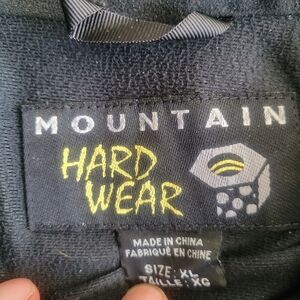 MOUNTAIN
HARD
WEAR
MADE IN CHINA
FABRIQUÉ EN CHINE
SIZE: XL
TAILLE: XG